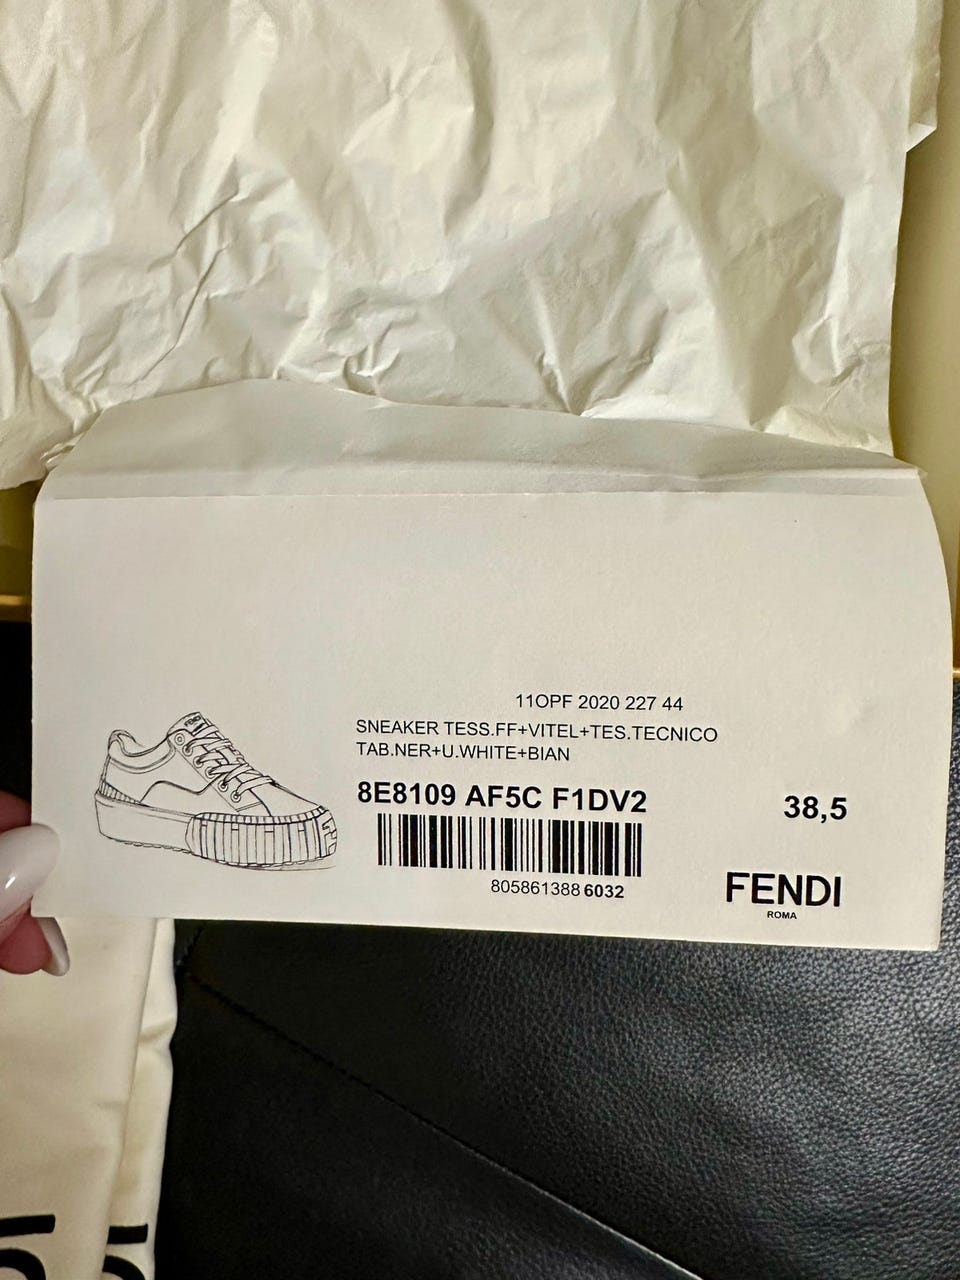 11OPF 2020 227 44
SNEAKER TESS.FF+VITEL+TES.TECNICO
TAB.NER+U.WHITE+BIAN
8E8109 AF5C F1DV2
38,5
805861388 6032
FENDI
ROMA
FENDI